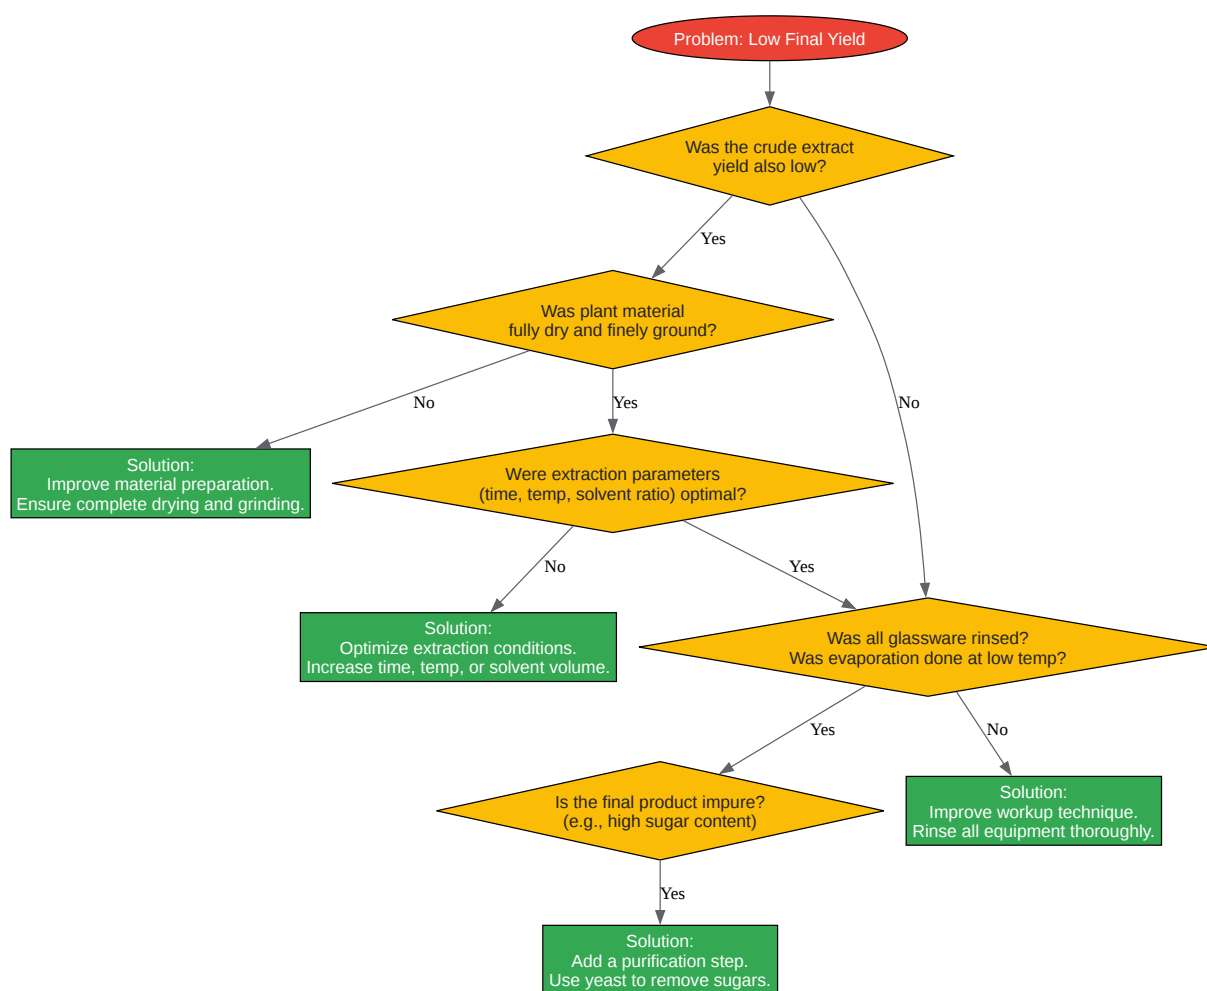 Problem: Low Final Yield
Was the crude extract
yield also low?
Yes
Was plant material
fully dry and finely ground?
No
Yes
No
Solution:
Improve material preparation.
Ensure complete drying and grinding.
Were extraction parameters
(time, temp, solvent ratio) optimal?
No
Yes
Solution:
Optimize extraction conditions.
Increase time, temp, or solvent volume.
Was all glassware rinsed?
Was evaporation done at low temp?
Yes
No
Is the final product impure?
(e.g., high sugar content)
Solution:
Improve workup technique.
Rinse all equipment thoroughly.
Yes
Solution:
Add a purification step.
Use yeast to remove sugars.